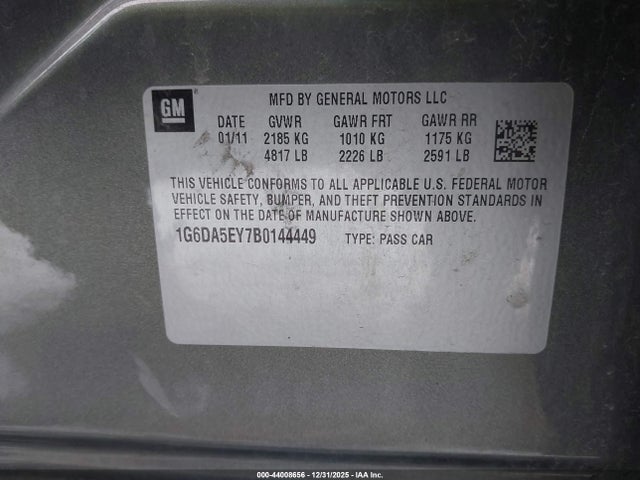 GM
MFD BY GENERAL MOTORS LLC
DATE GVWR GAWR FRT GAWR RR
01/11 2185 KG 1010 KG 1175 KG
4817 LB 2226 LB 2591 LB
THIS VEHICLE CONFORMS TO ALL APPLICABLE U.S. FEDERAL MOTOR
VEHICLE SAFETY, BUMPER, AND THEFT PREVENTION STANDARDS IN
EFFECT ON THE DATE OF MANUFACTURE SHOWN ABOVE.
1G6DA5EY7B0144449 TYPE: PASS CAR
000-44008656 - 12/31/2025 - IAA Inc.